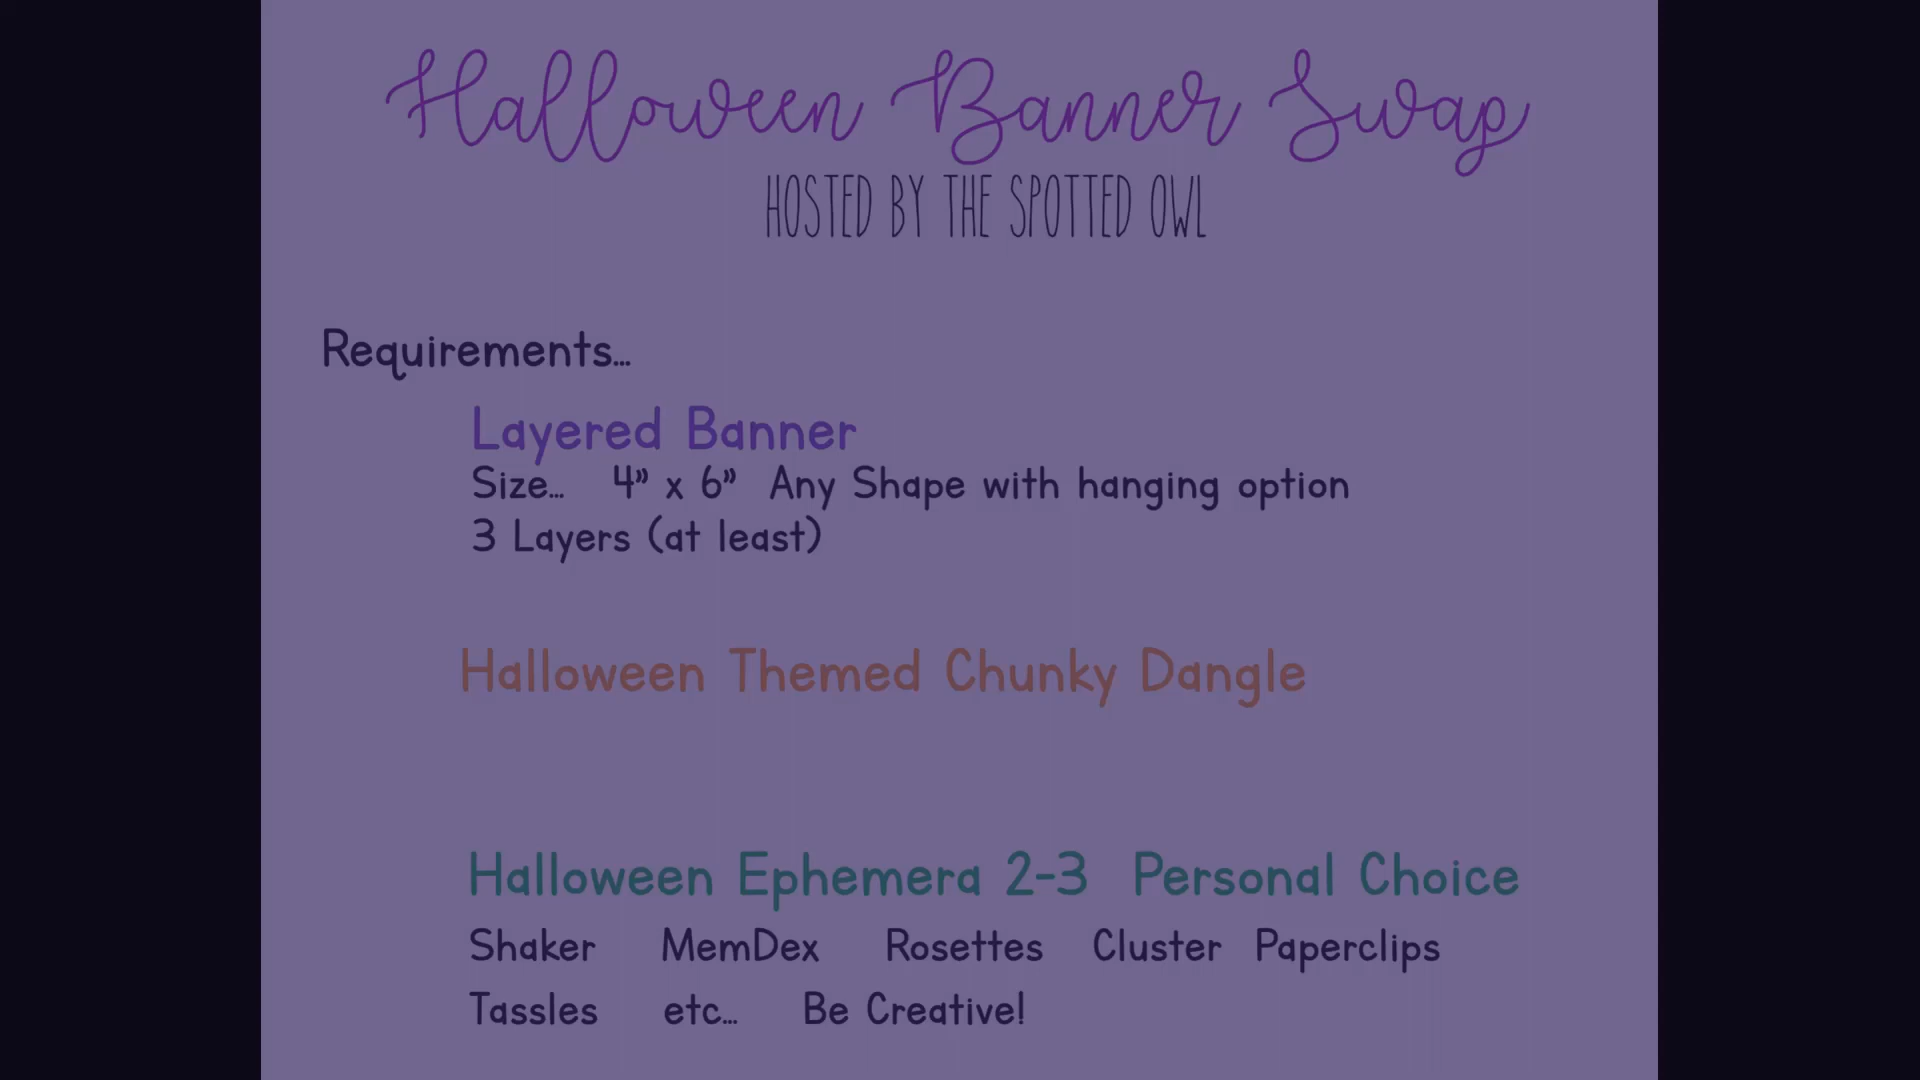 Halloween Banner Swap
HOSTED BY THE SPOTTED OWL
Requirements...
Layered Banner
Size... 4” x 6” Any Shape with hanging option
3 Layers (at least)
Halloween Themed Chunky Dangle
Halloween Ephemera 2-3 Personal Choice
Shaker MemDex Rosettes Cluster Paperclips
Tassles etc... Be Creative!